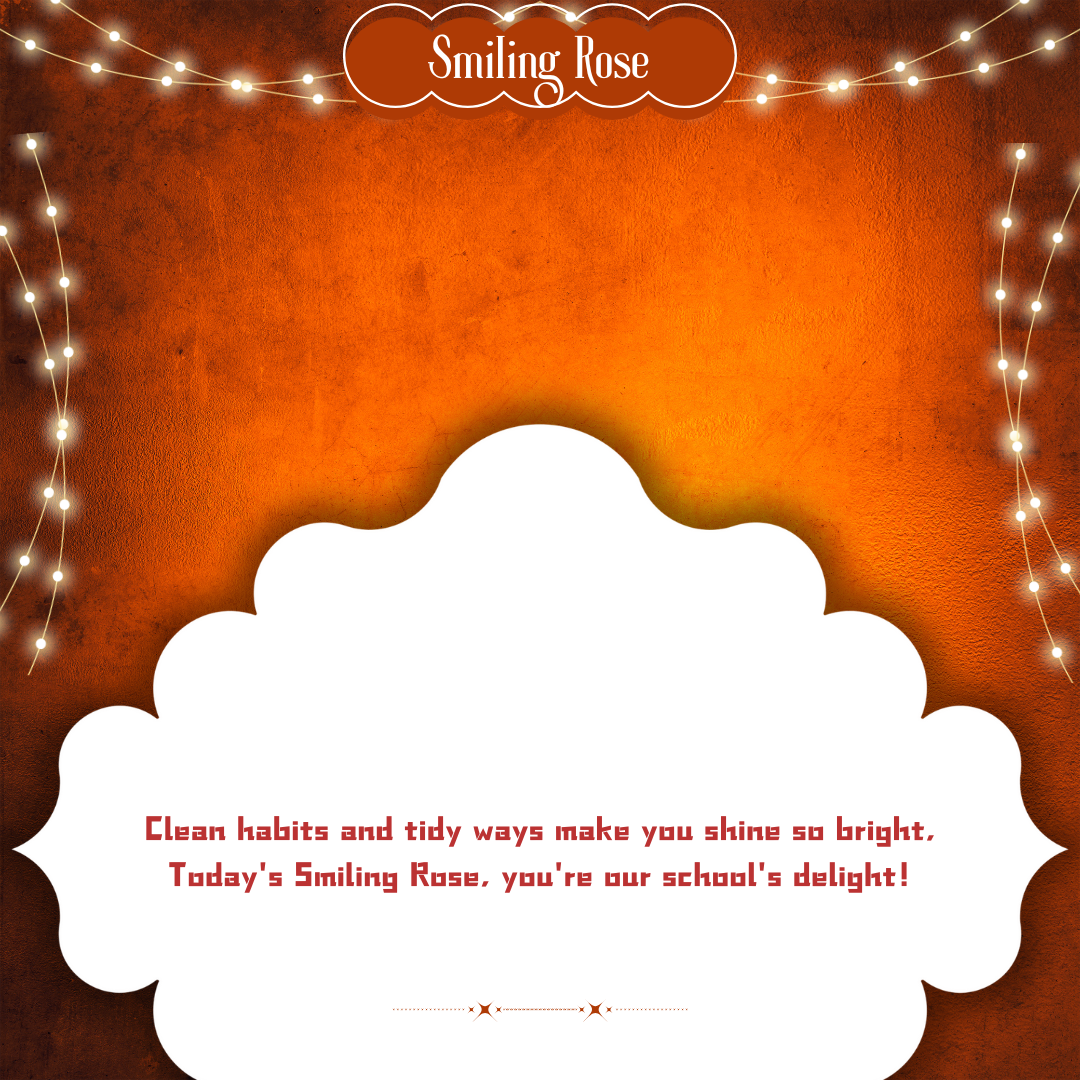 Smiling Rose
Clean habits and tidy ways make you shine so bright,
Today's Smiling Rose, you're our school's delight!